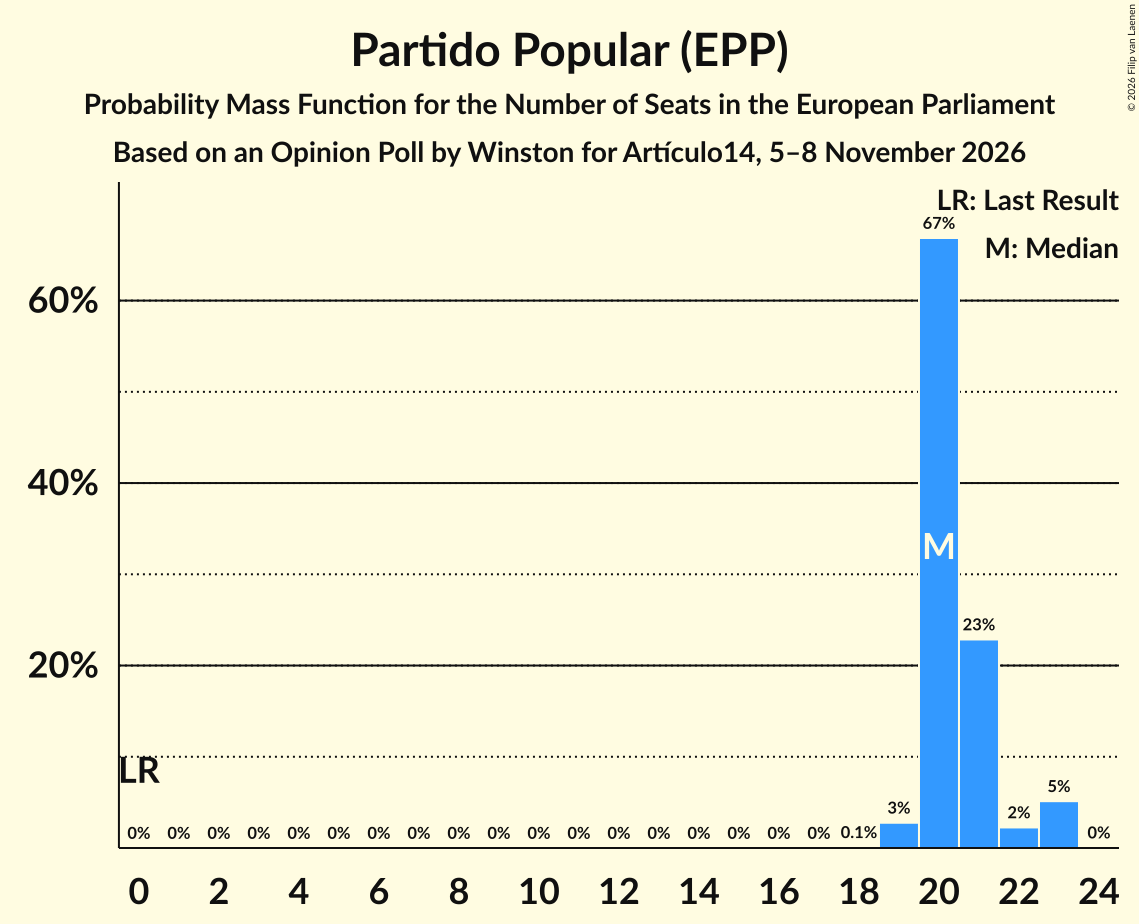 Partido Popular (EPP)
Probability Mass Function for the Number of Seats in the European Parliament
Based on an Opinion Poll by Winston for Artículo14, 5–8 November 2026
© 2026 Filip van Laenen
LR: Last Result
M: Median
60%
40%
20%
LR
M
0% 0% 0% 0% 0% 0% 0% 0% 0% 0% 0% 0% 0% 0% 0% 0% 0% 0% 0.1% 3% 67% 23% 2% 5% 0%
0 2 4 6 8 10 12 14 16 18 20 22 24